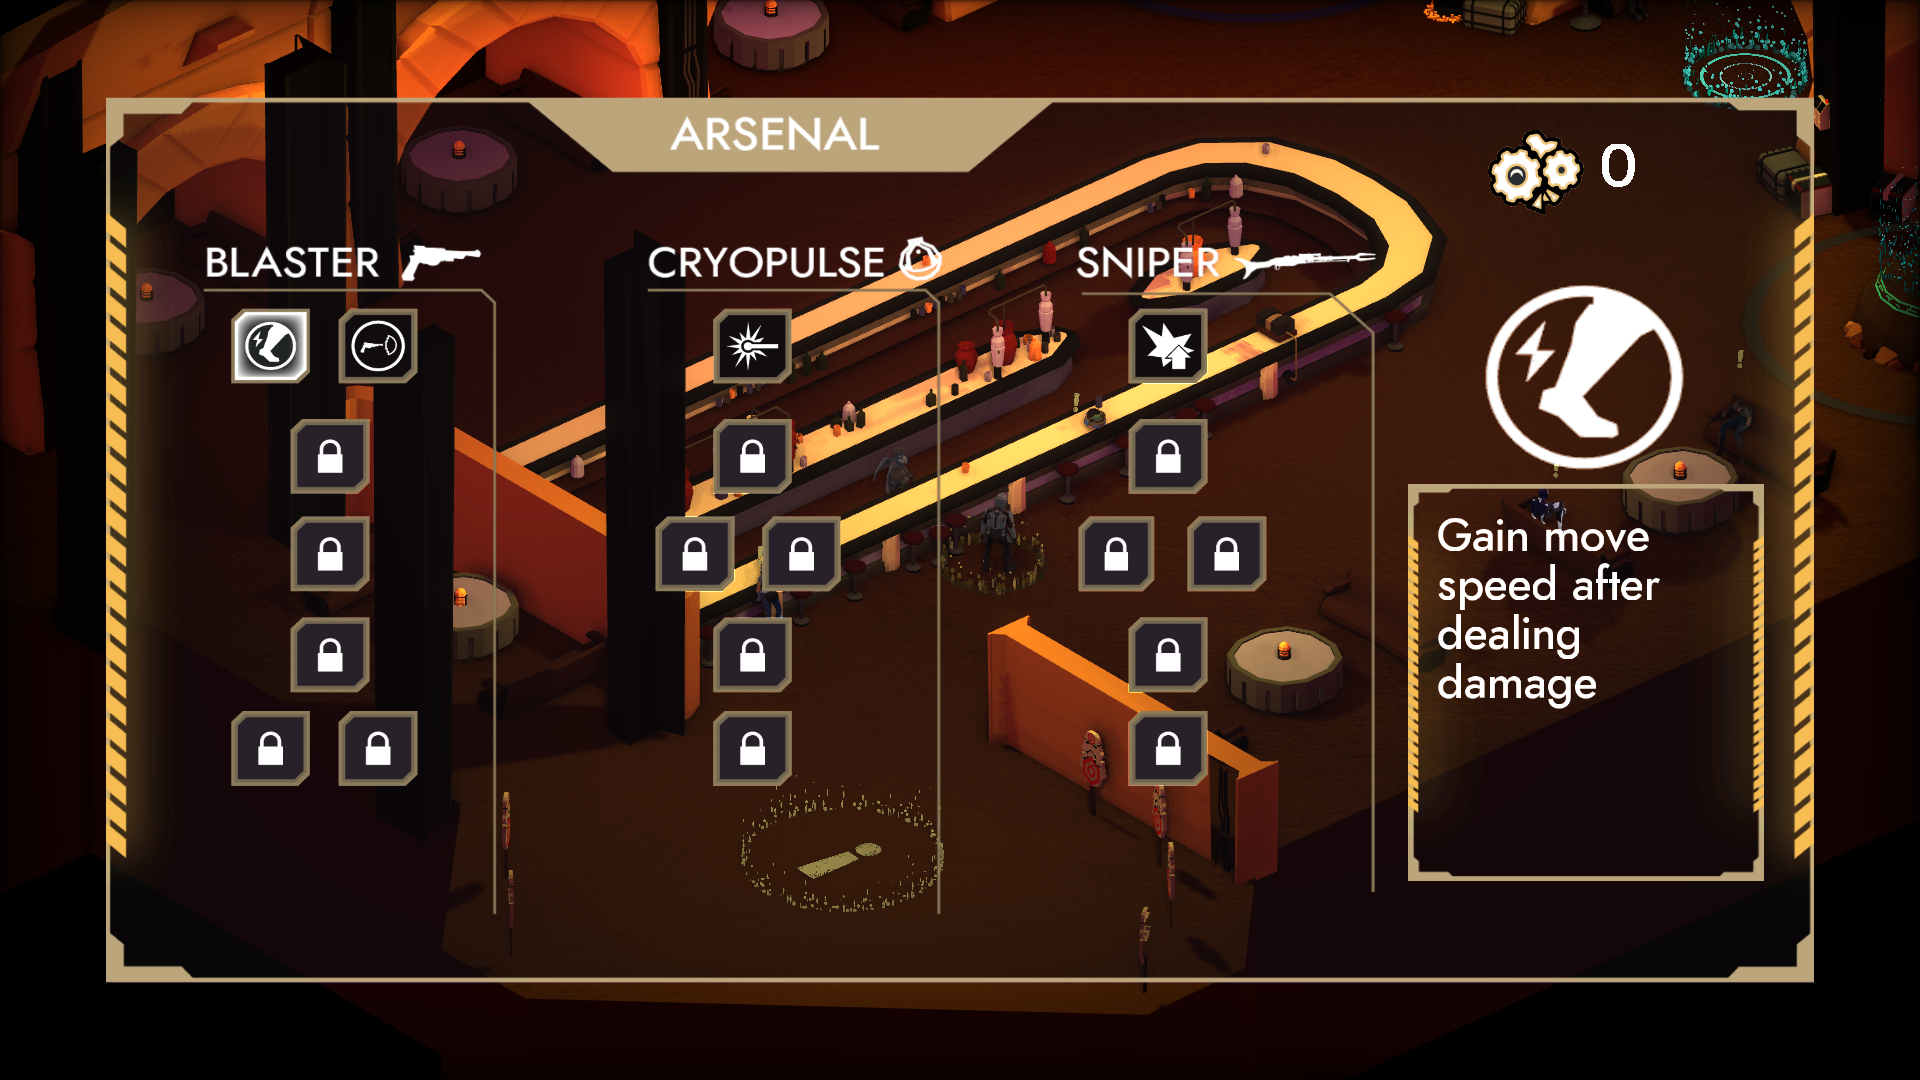 ARSENAL
0
BLASTER
CRYOPULSE
SNIPER
Gain move
speed after
dealing
damage